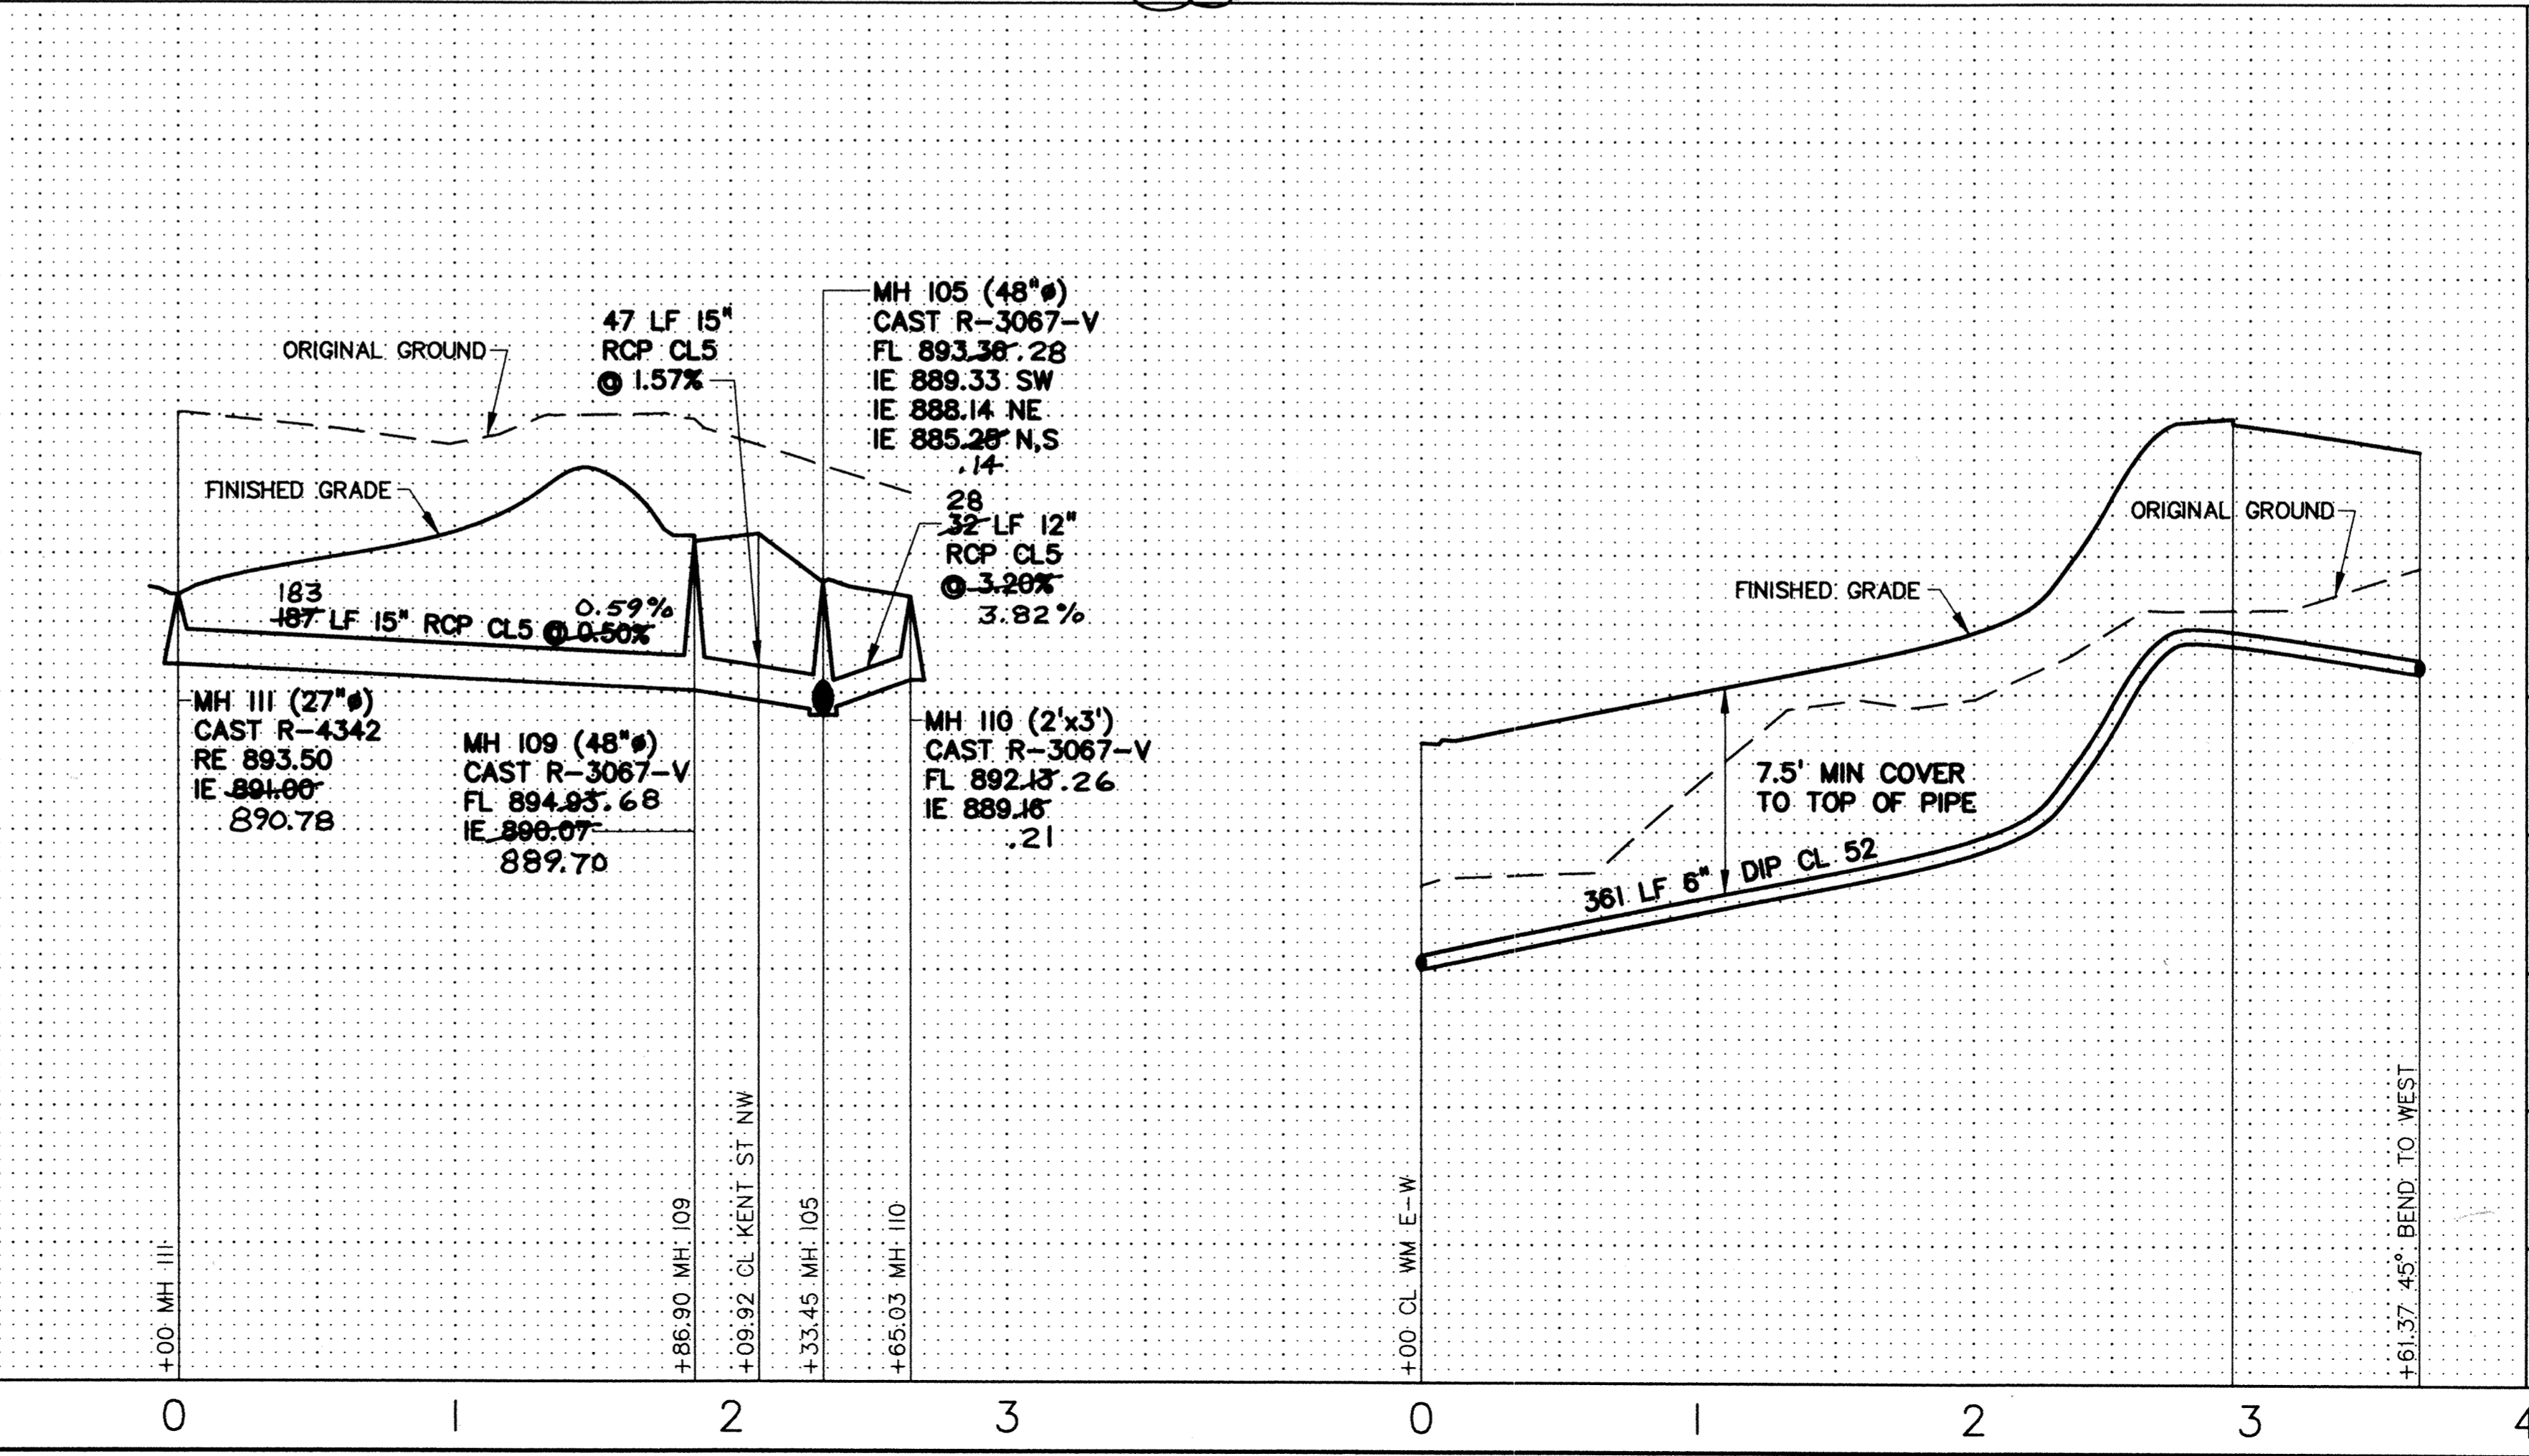 47 LF 15"
RCP CL5
@ 1.57%
ORIGINAL GROUND
FINISHED GRADE
MH 105 (48"ø)
CAST R-3067-V
FL 893.36 .28
IE 889.33 SW
IE 888.14 NE
IE 885.25 N,S
.14
28
32 LF 12"
RCP CL5
@ 3.20%
3.82%
183
0.59%
187 LF 15" RCP CL5 @ 0.50%
MH 111 (27"ø)
CAST R-4342
RE 893.50
IE 891.00
890.78
MH 109 (48"ø)
CAST R-3067-V
FL 894.93 .68
IE 890.07
889.70
MH 110 (2'x3')
CAST R-3067-V
FL 892.13 .26
IE 889.16
.21
ORIGINAL GROUND
FINISHED GRADE
7.5' MIN COVER
TO TOP OF PIPE
361 LF 6" DIP CL 52
+00 MH 111
+86.90 MH 109
+09.92 CL KENT ST NW
+33.45 MH 105
+65.03 MH 110
+00 CL WM E-W
+61.37 45° BEND TO WEST
0 1 2 3 0 1 2 3 4